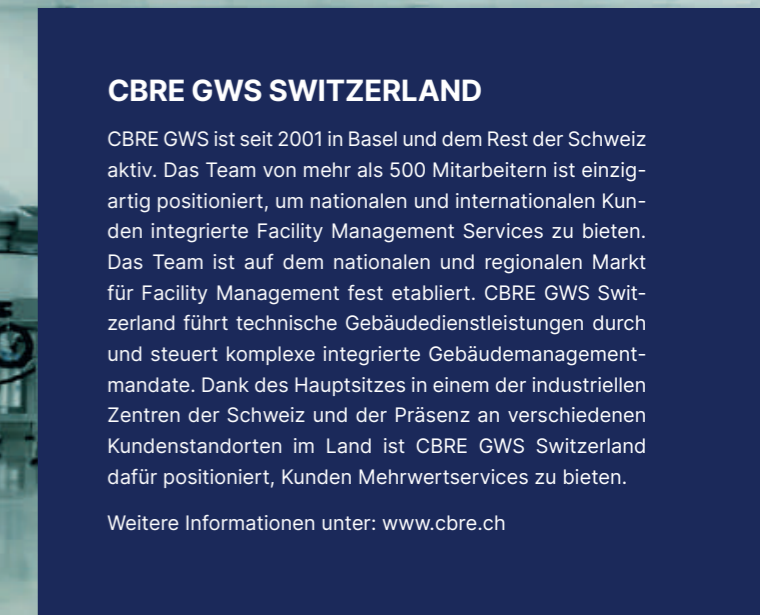 CBRE GWS SWITZERLAND
CBRE GWS ist seit 2001 in Basel und dem Rest der Schweiz
aktiv. Das Team von mehr als 500 Mitarbeitern ist einzig-
artig positioniert, um nationalen und internationalen Kun-
den integrierte Facility Management Services zu bieten.
Das Team ist auf dem nationalen und regionalen Markt
für Facility Management fest etabliert. CBRE GWS Swit-
zerland führt technische Gebäudedienstleistungen durch
und steuert komplexe integrierte Gebäudemanagement-
mandate. Dank des Hauptsitzes in einem der industriellen
Zentren der Schweiz und der Präsenz an verschiedenen
Kundenstandorten im Land ist CBRE GWS Switzerland
dafür positioniert, Kunden Mehrwertservices zu bieten.
Weitere Informationen unter: www.cbre.ch